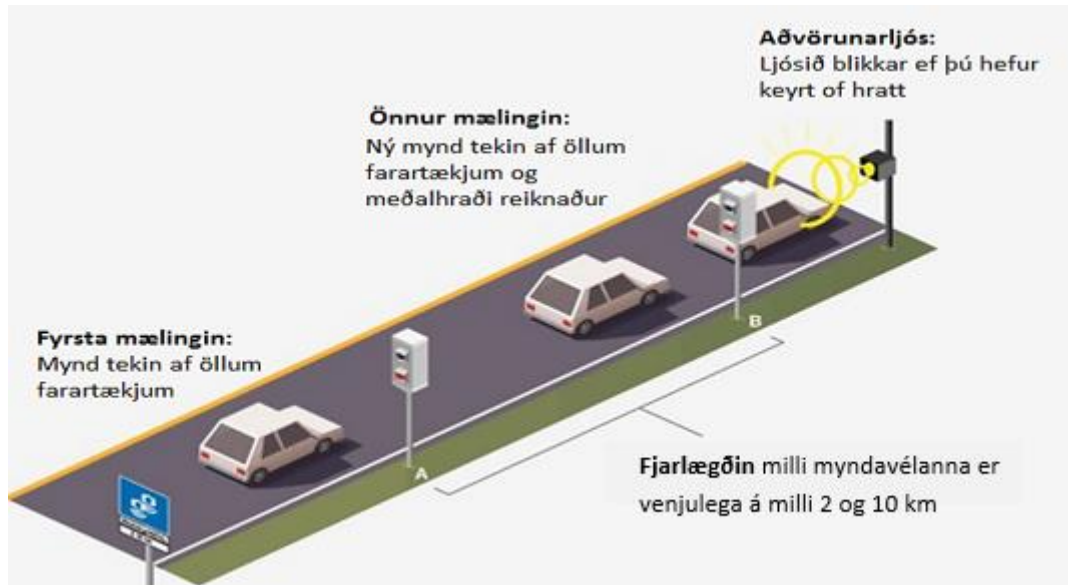 Aðvörunarljós:
Ljósið blikkar ef þú hefur
keyrt of hratt
Önnur mælingin:
Ný mynd tekin af öllum
farartækjum og
meðalhraði reiknaður
Fyrsta mælingin:
Mynd tekin af öllum
farartækjum
A
B
Fjarlægðin milli myndavélanna er
venjulega á milli 2 og 10 km